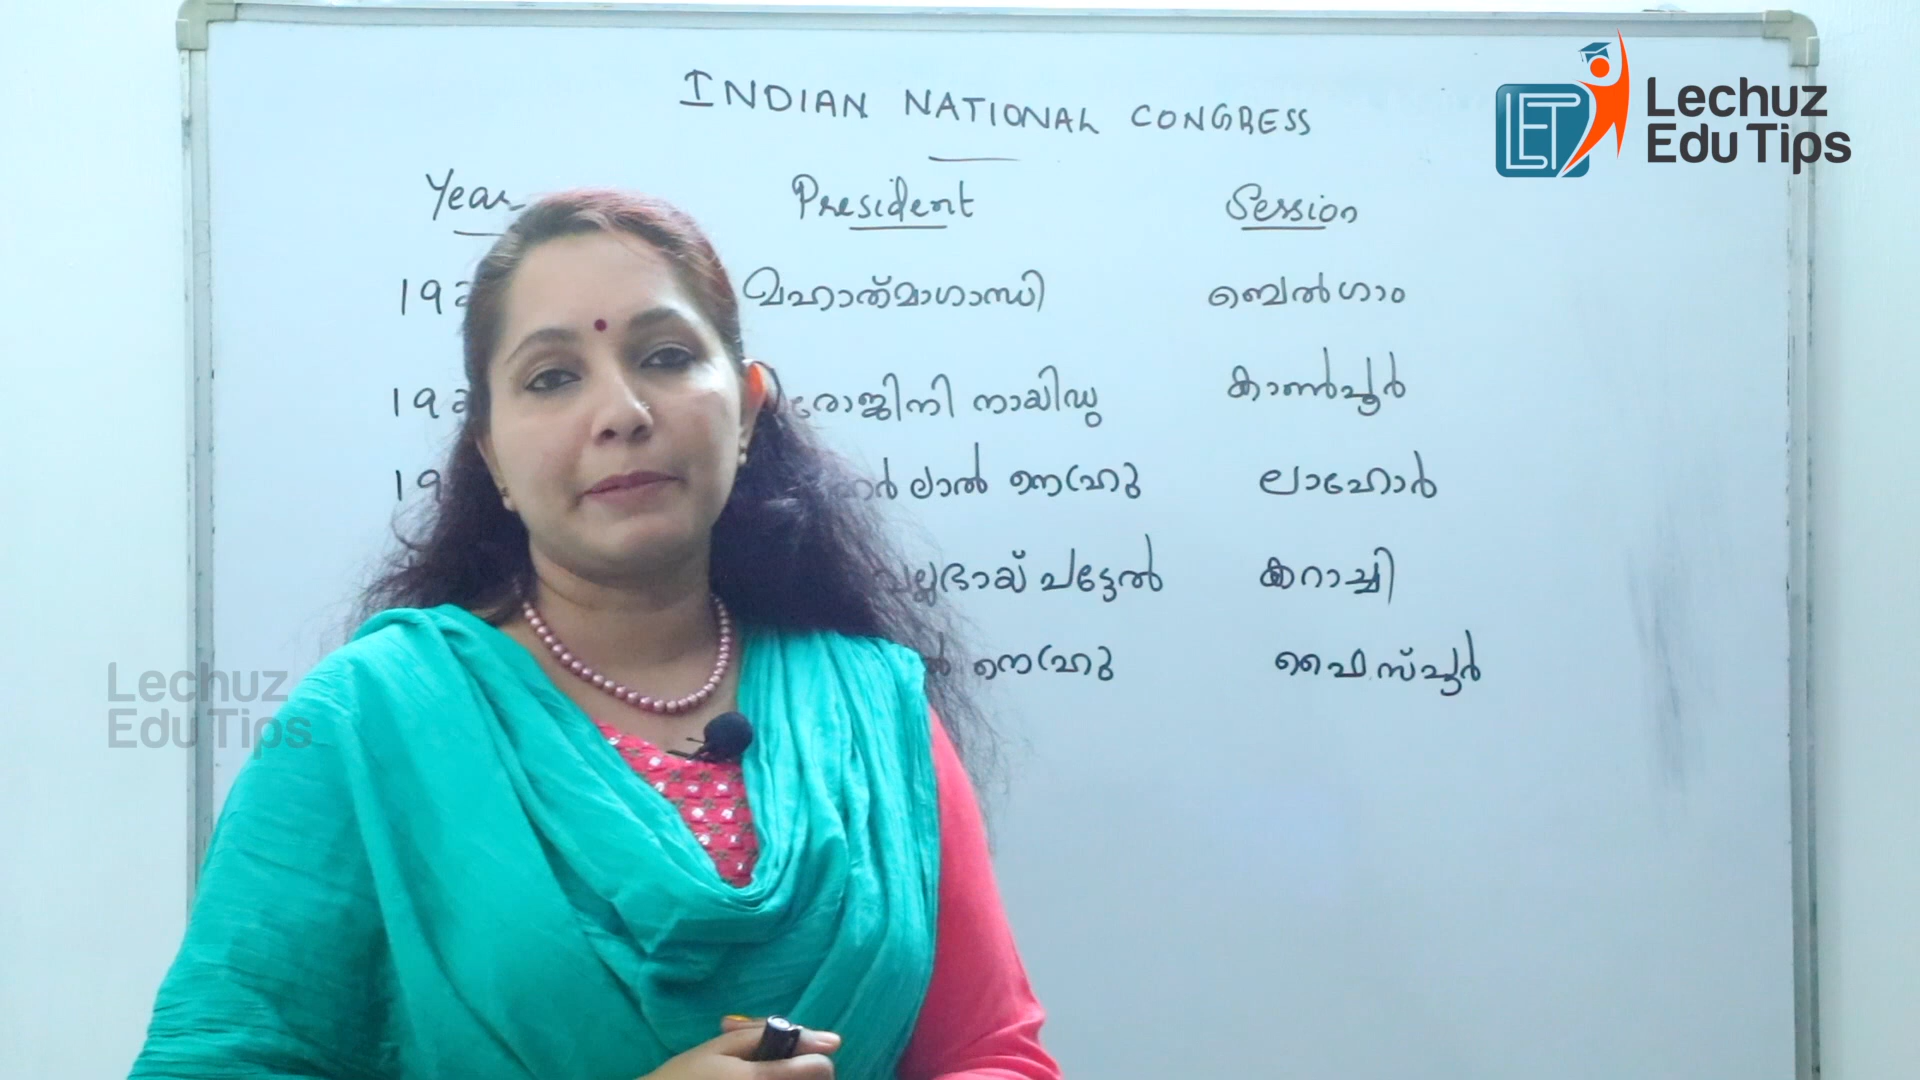 INDIAN NATIONAL CONGRESS
Lechuz
Edu Tips
Year President Session
മഹാത്മാഗാന്ധി ബെൽഗാം
നായിഡു കാൺപൂർ
ലാൽ നെഹ്രു ലാഹോർ
പട്ടേൽ കറാച്ചി
നെഹ്രു ഫൈസ്പൂർ
Lechuz
Edu Tips